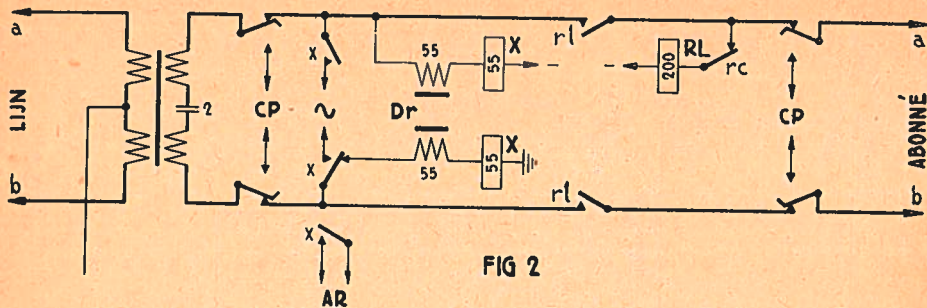 a
LIJN
b
2
CP
x
~
x
x
AR
55
X
Dr
55
55
X
55
–
–
rl
200
RL
rc
rl
CP
a
ABONNÉ
b
FIG 2